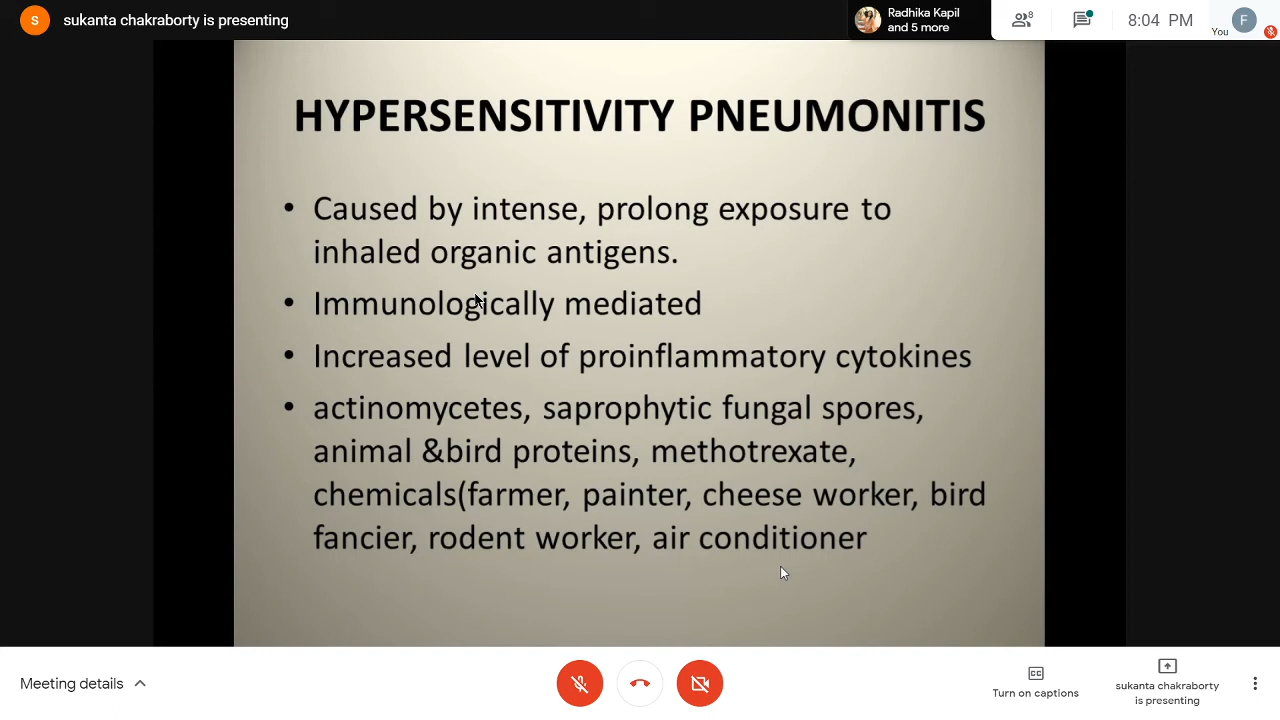 S
sukanta chakraborty is presenting
Radhika Kapil
and 5 more
8
8:04 PM
You
F
HYPERSENSITIVITY PNEUMONITIS
• Caused by intense, prolong exposure to
inhaled organic antigens.
• Immunologically mediated
• Increased level of proinflammatory cytokines
• actinomycetes, saprophytic fungal spores,
animal &bird proteins, methotrexate,
chemicals(farmer, painter, cheese worker, bird
fancier, rodent worker, air conditioner
Meeting details
CC
Turn on captions
sukanta chakraborty
is presenting